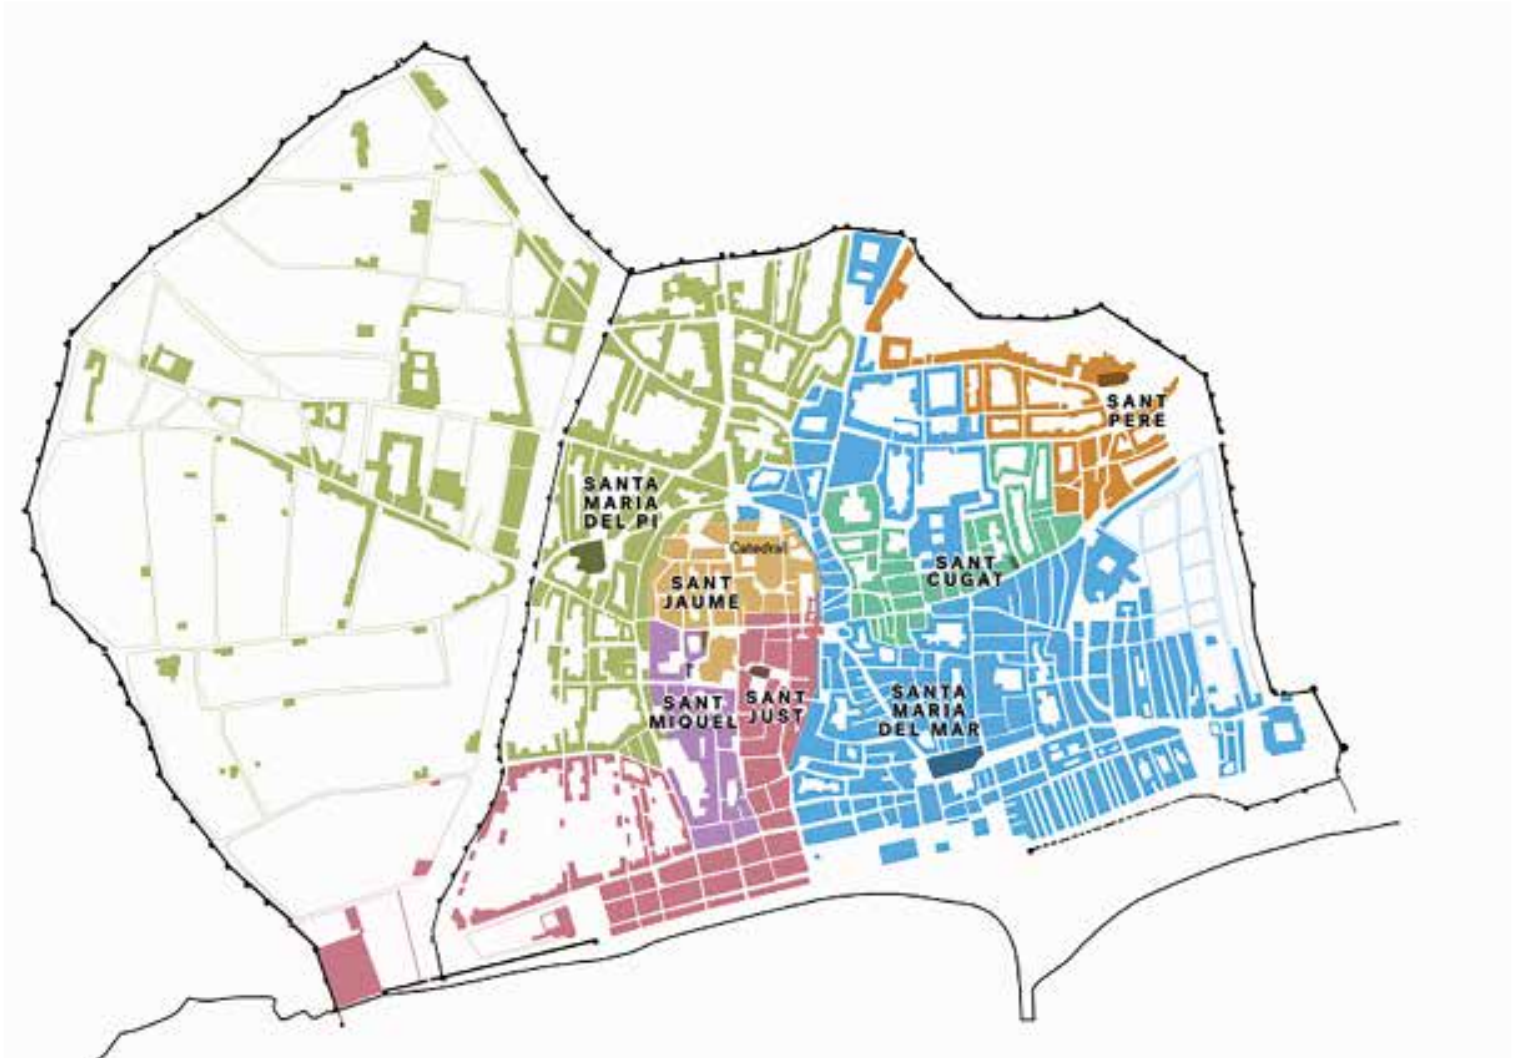 SANT
PERE
SANTA
MARIA
DEL PI
Catedral
SANT
CUGAT
SANT
JAUME
SANT
MIQUEL
SANT
JUST
SANTA
MARIA
DEL MAR